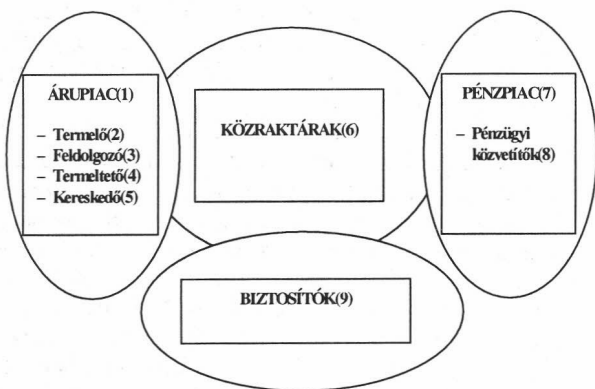 ÁRUPIAC(1)
– Termelő(2)
– Feldolgozó(3)
– Termeltető(4)
– Kereskedő(5)
KÖZRAKTÁRAK(6)
PÉNZPIAC(7)
– Pénzügyi
közvetítők(8)
BIZTOSÍTÓK(9)